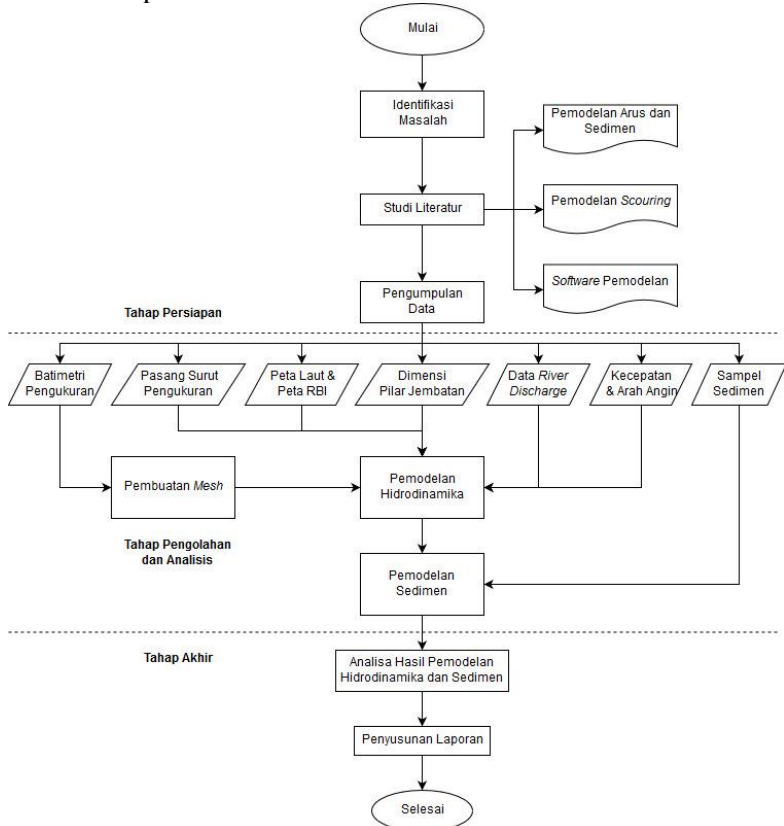 Mulai
Identifikasi
Masalah
Pemodelan Arus dan
Sedimen
Studi Literatur
Pemodelan Scouring
Software Pemodelan
Pengumpulan
Data
Tahap Persiapan
Batimetri
Pengukuran
Pasang Surut
Pengukuran
Peta Laut &
Peta RBI
Dimensi
Pilar Jembatan
Data River
Discharge
Kecepatan
& Arah Angin
Sampel
Sedimen
Pembuatan Mesh
Pemodelan
Hidrodinamika
Tahap Pengolahan
dan Analisis
Pemodelan
Sedimen
Tahap Akhir
Analisa Hasil Pemodelan
Hidrodinamika dan Sedimen
Penyusunan Laporan
Selesai